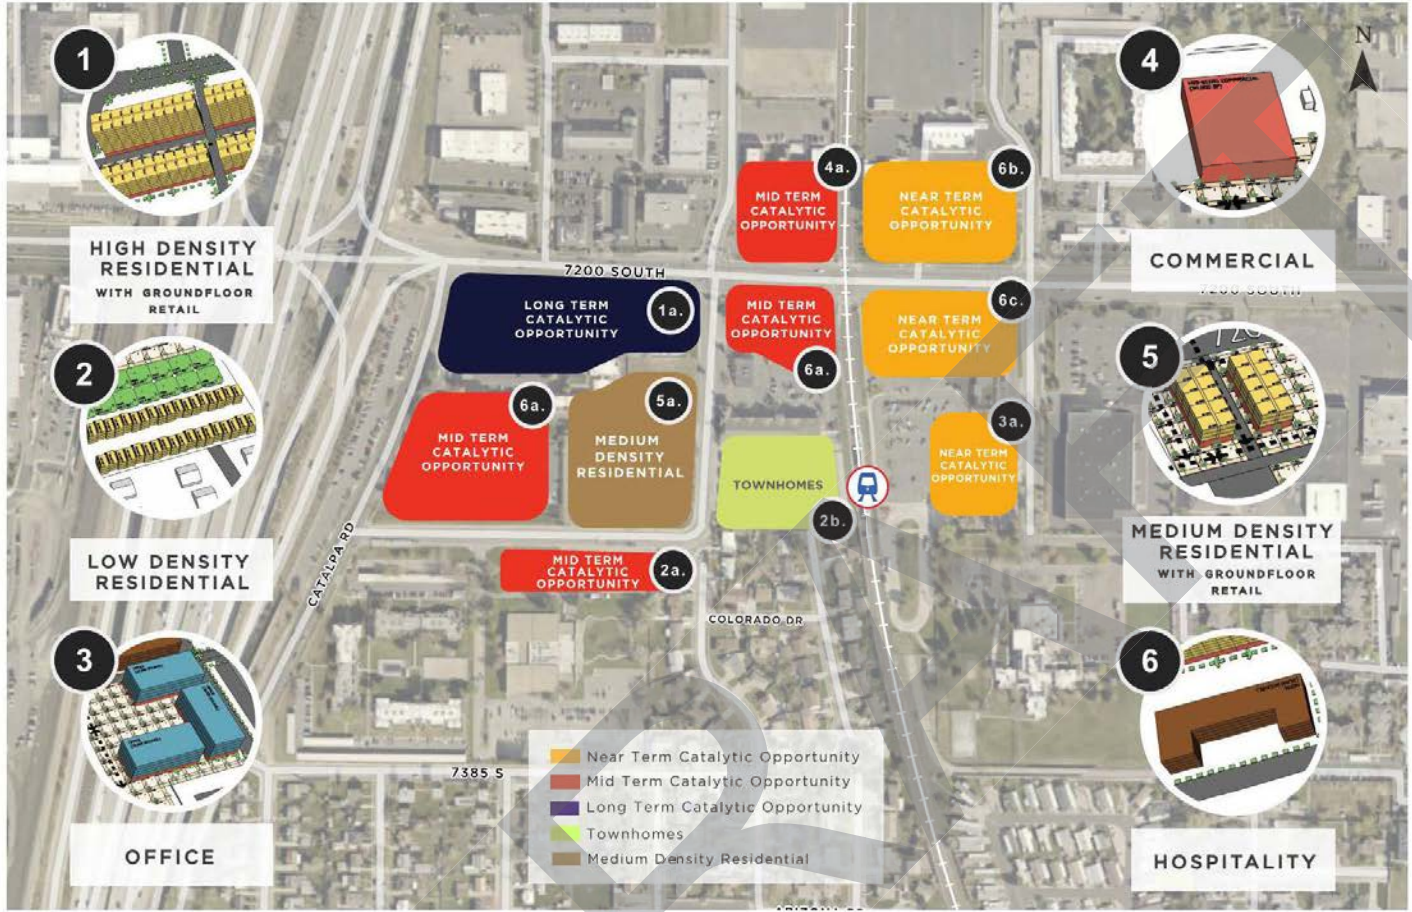 1
HIGH DENSITY
RESIDENTIAL
WITH GROUNDFLOOR
RETAIL
2
LOW DENSITY
RESIDENTIAL
3
OFFICE
N
4
COMMERCIAL
7200 SOUTH
5
MEDIUM DENSITY
RESIDENTIAL
WITH GROUNDFLOOR
RETAIL
6
HOSPITALITY
4a.
MID TERM
CATALYTIC
OPPORTUNITY
6b.
NEAR TERM
CATALYTIC
OPPORTUNITY
7200 SOUTH
1a.
LONG TERM
CATALYTIC
OPPORTUNITY
MID TERM
CATALYTIC
OPPORTUNITY
6a.
6c.
NEAR TERM
CATALYTIC
OPPORTUNITY
6a.
MID TERM
CATALYTIC
OPPORTUNITY
5a.
MEDIUM
DENSITY
RESIDENTIAL
TOWNHOMES
2b.
3a.
NEAR TERM
CATALYTIC
OPPORTUNITY
CATALPA RD
MID TERM
CATALYTIC
OPPORTUNITY
2a.
COLORADO DR
7385 S
Near Term Catalytic Opportunity
Mid Term Catalytic Opportunity
Long Term Catalytic Opportunity
Townhomes
Medium Density Residential